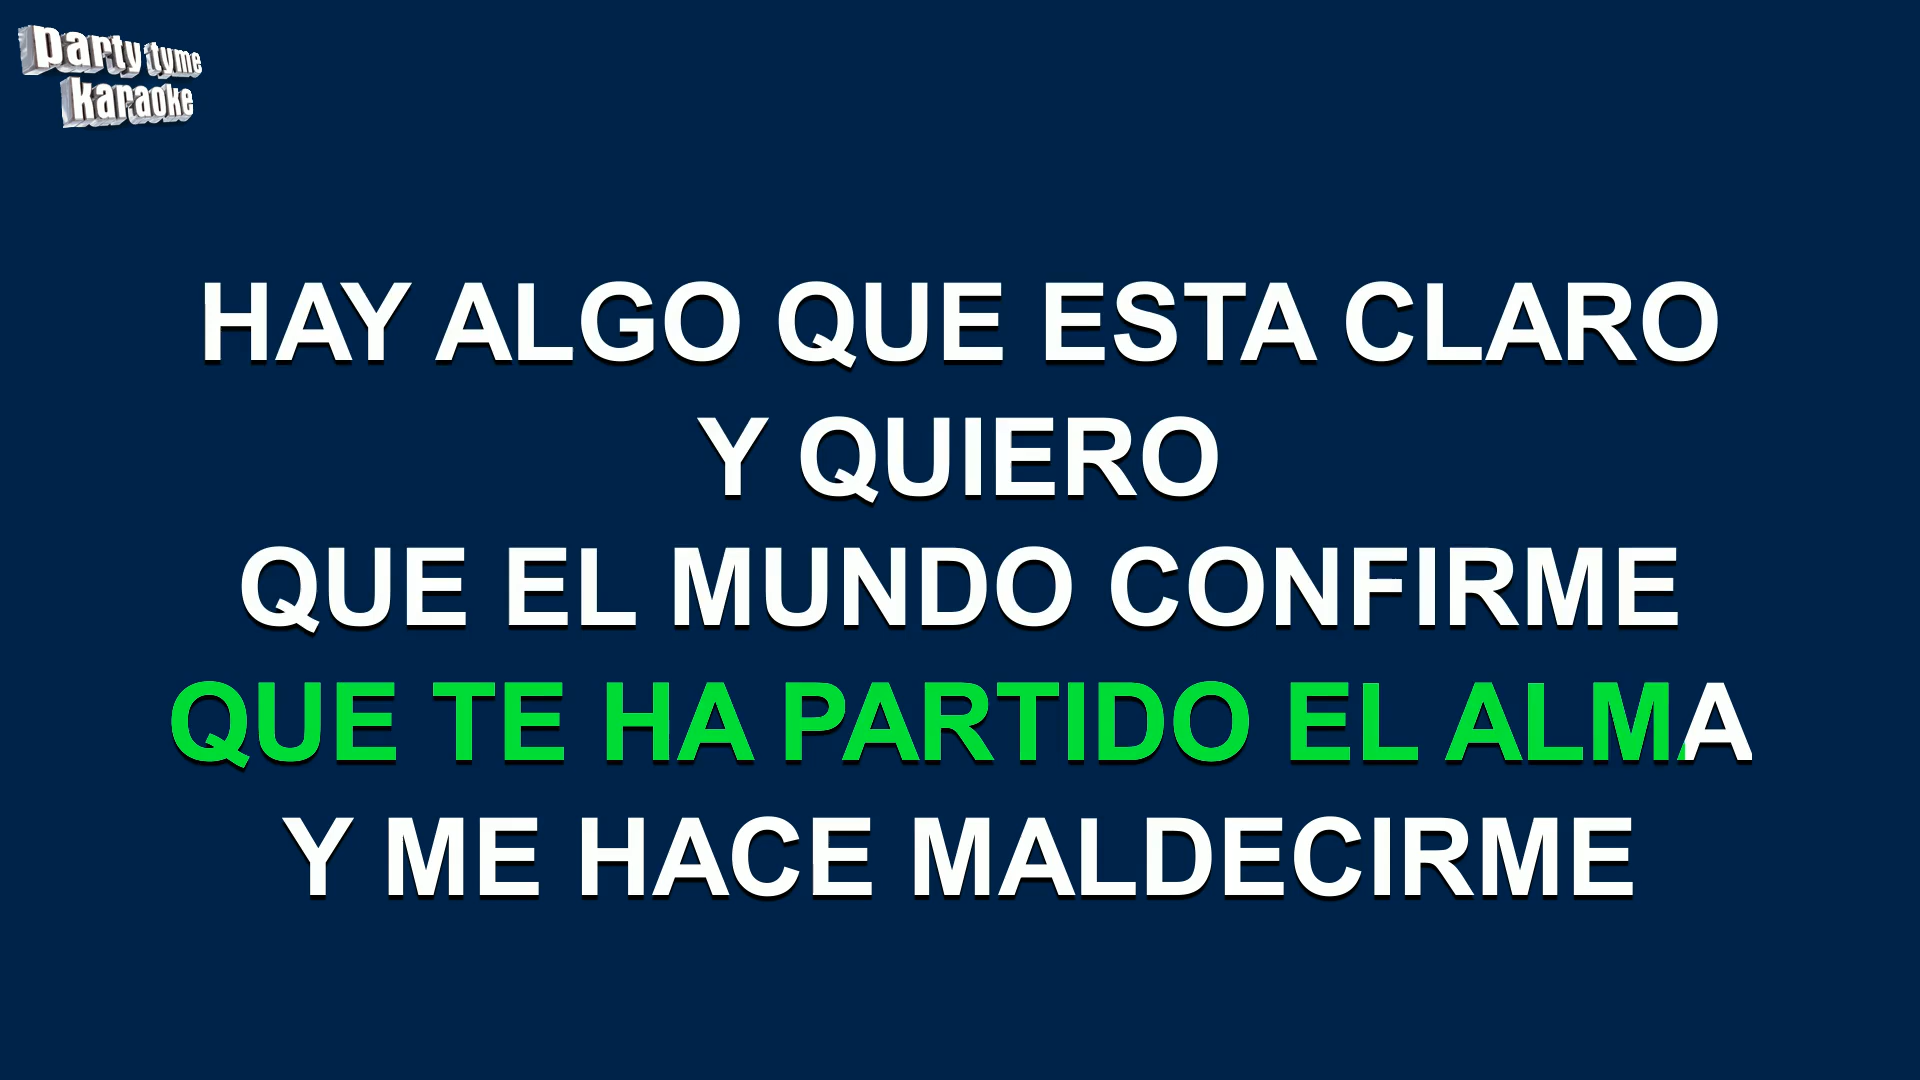 party tyme
karaoke
HAY ALGO QUE ESTA CLARO
Y QUIERO
QUE EL MUNDO CONFIRME
QUE TE HA PARTIDO EL ALMA
Y ME HACE MALDECIRME